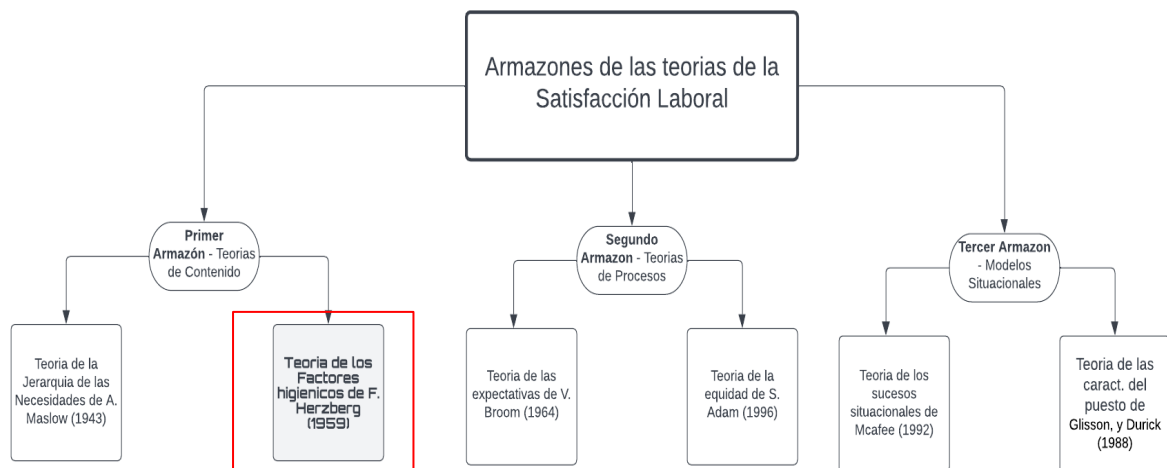 Armazones de las teorias de la
Satisfacción Laboral
Primer
Armazón - Teorias
de Contenido
Segundo
Armazon - Teorias
de Procesos
Tercer Armazon
- Modelos
Situacionales
Teoria de la
Jerarquia de las
Necesidades de A.
Maslow (1943)
Teoria de los
Factores
higienicos de F.
Herzberg
(1959)
Teoria de las
expectativas de V.
Broom (1964)
Teoria de la
equidad de S.
Adam (1996)
Teoria de los
sucesos
situacionales de
Mcafee (1992)
Teoria de las
caract. del
puesto de
Glisson, y Durick
(1988)